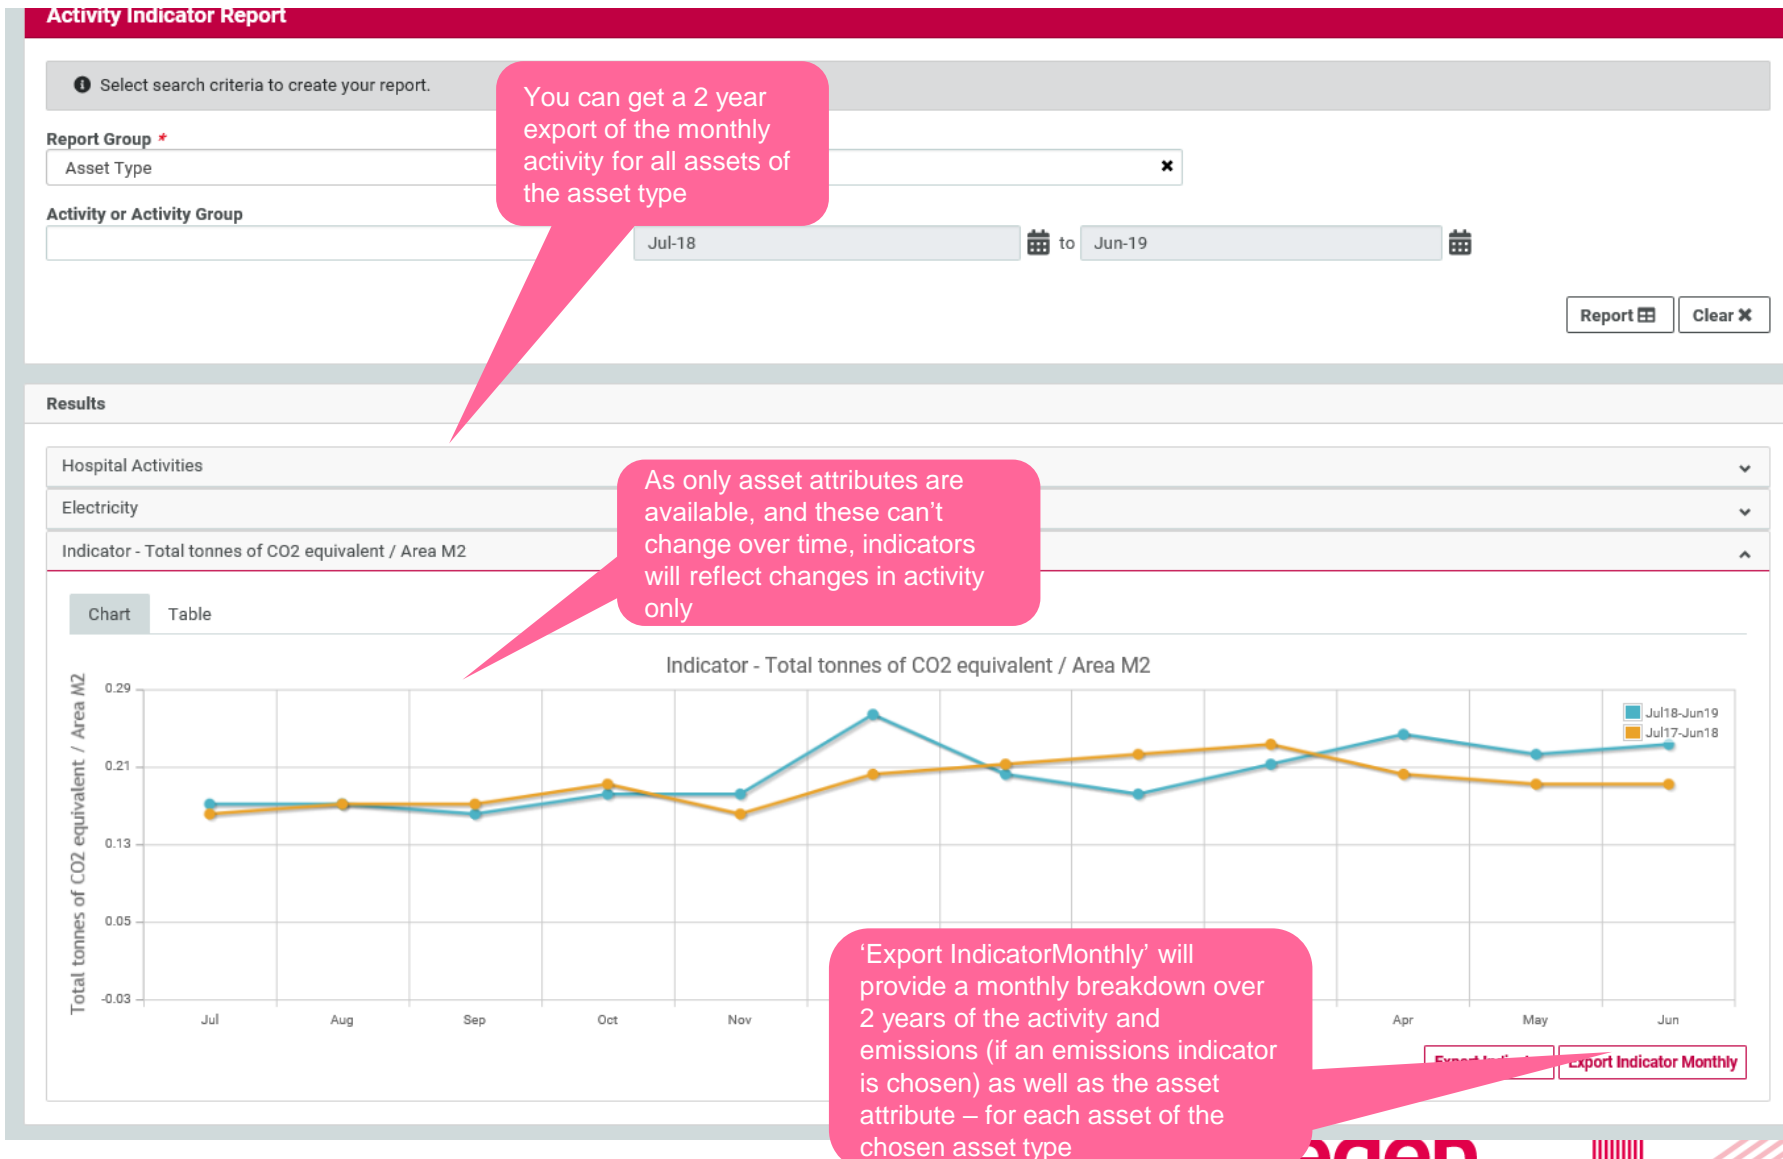 Activity Indicator Report
Select search criteria to create your report.
You can get a 2 year
export of the monthly
activity for all assets of
the asset type
Report Group *
Asset Type
Activity or Activity Group
Jul-18
to
Jun-19
Report
Clear
Results
Hospital Activities
Electricity
Indicator - Total tonnes of CO2 equivalent / Area M2
As only asset attributes are
available, and these can't
change over time, indicators
will reflect changes in activity
only
Chart
Table
Indicator - Total tonnes of CO2 equivalent / Area M2
Total tonnes of CO2 equivalent / Area M2
0.29
0.21
0.13
0.05
-0.03
Jul18-Jun19
Jul17-Jun18
Jul
Aug
Sep
Oct
Nov
Apr
May
Jun
‘Export IndicatorMonthly’ will
provide a monthly breakdown over
2 years of the activity and
emissions (if an emissions indicator
is chosen) as well as the asset
attribute – for each asset of the
chosen asset type
Export Indicator Monthly